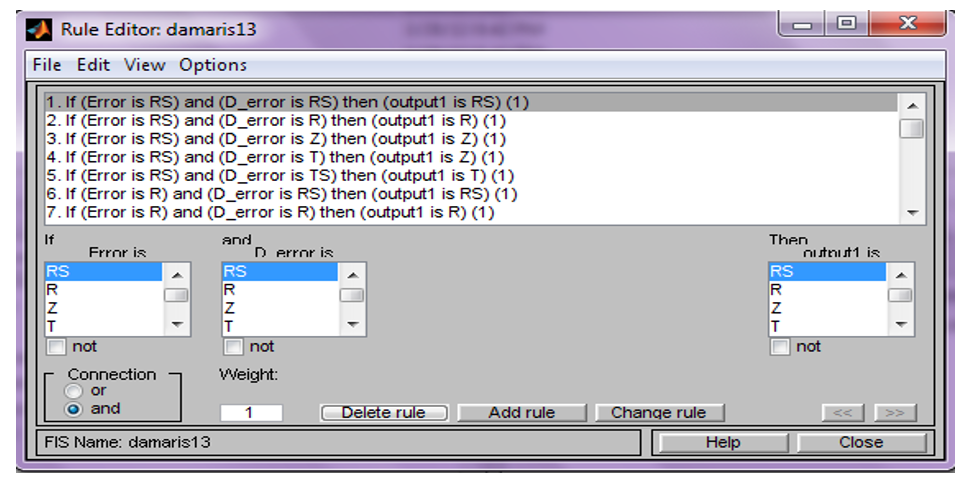 Rule Editor: damaris13
File Edit View Options
1. If (Error is RS) and (D_error is RS) then (output1 is RS) (1)
2. If (Error is RS) and (D_error is R) then (output1 is R) (1)
3. If (Error is RS) and (D_error is Z) then (output1 is Z) (1)
4. If (Error is RS) and (D_error is T) then (output1 is Z) (1)
5. If (Error is RS) and (D_error is TS) then (output1 is T) (1)
6. If (Error is R) and (D_error is RS) then (output1 is RS) (1)
7. If (Error is R) and (D_error is R) then (output1 is R) (1)
If and Then
Error is D_error is output1 is
RS RS RS
R R R
Z Z Z
T T T
not not not
Connection Weight:
or
and 1 Delete rule Add rule Change rule << >>
FIS Name: damaris13 Help Close